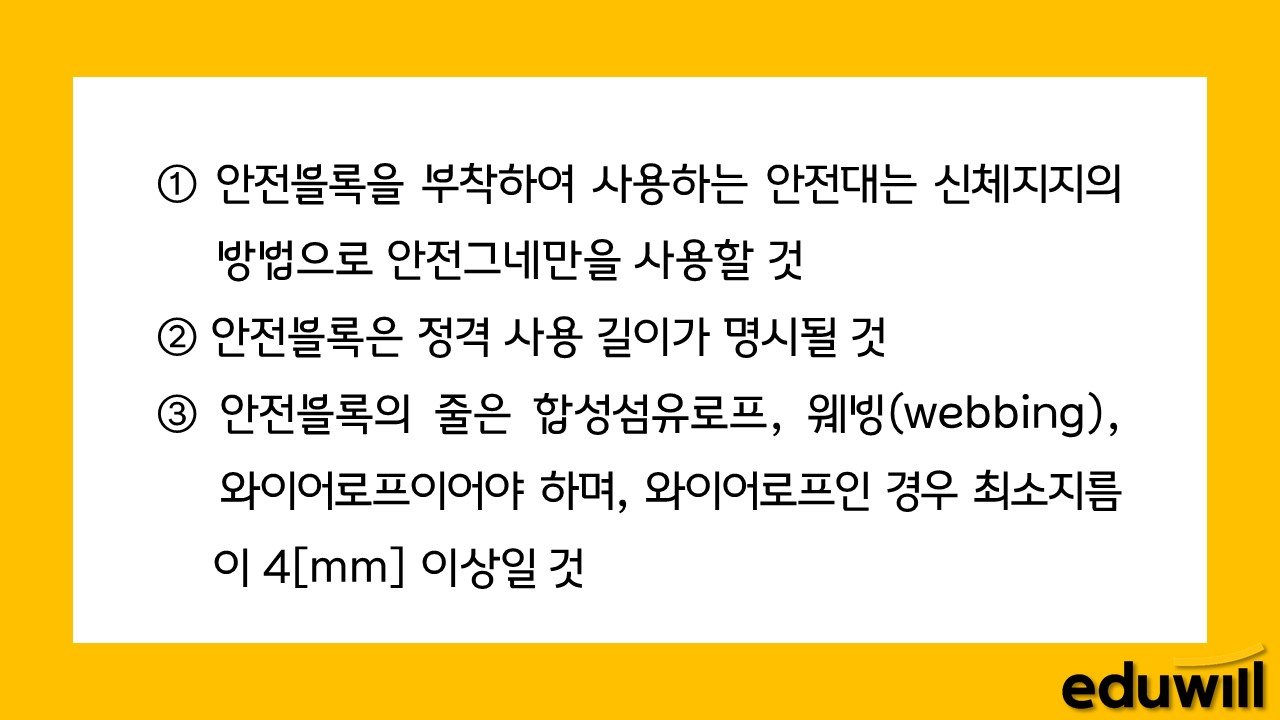 ① 안전블록을 부착하여 사용하는 안전대는 신체지지의
방법으로 안전그네만을 사용할 것
② 안전블록은 정격 사용 길이가 명시될 것
③ 안전블록의 줄은 합성섬유로프, 웨빙(webbing),
와이어로프이어야 하며, 와이어로프인 경우 최소지름
이 4[mm] 이상일 것
eduwill